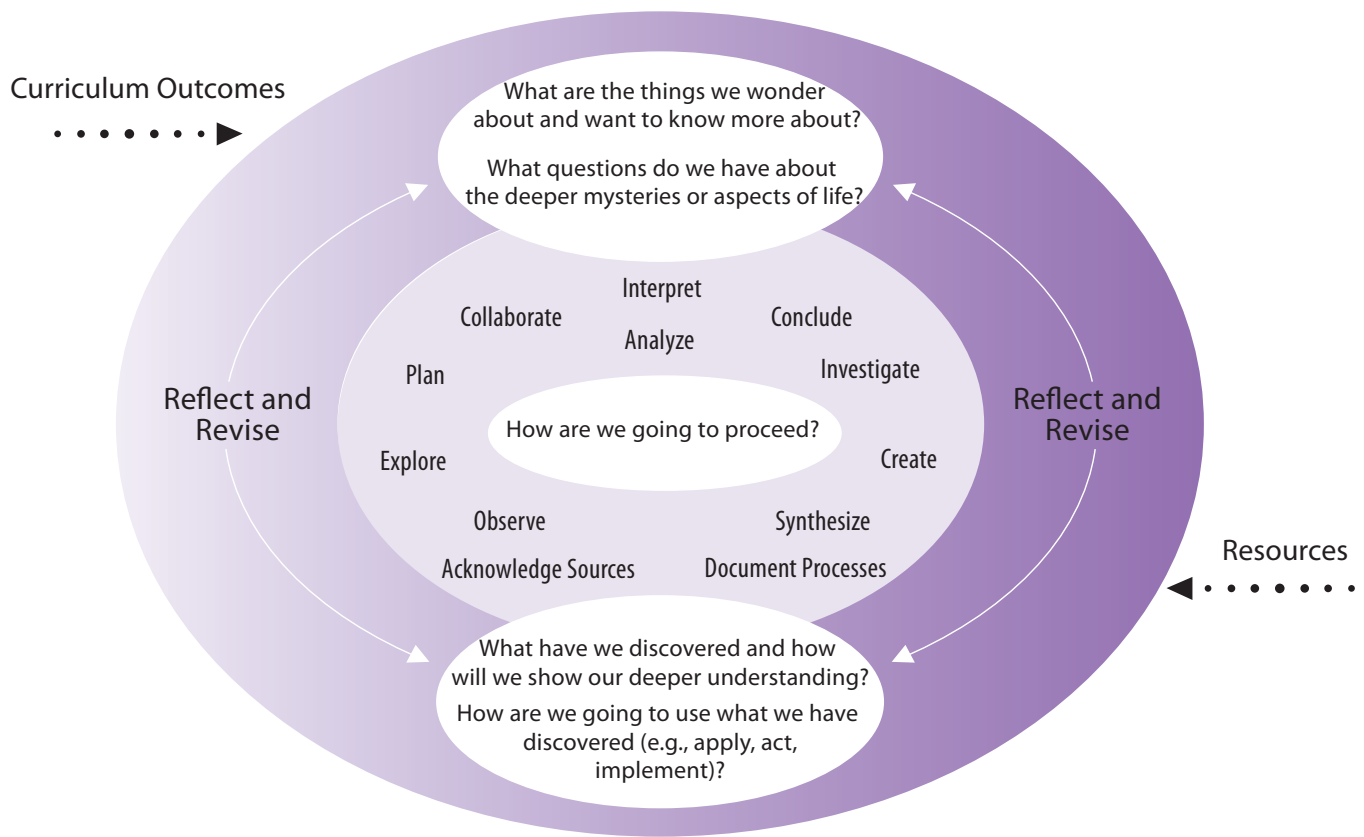 Curriculum Outcomes
What are the things we wonder
about and want to know more about?
What questions do we have about
the deeper mysteries or aspects of life?
Interpret
Collaborate
Conclude
Analyze
Plan
Investigate
Reflect and
Revise
How are we going to proceed?
Reflect and
Revise
Explore
Create
Observe
Synthesize
Acknowledge Sources
Document Processes
Resources
What have we discovered and how
will we show our deeper understanding?
How are we going to use what we have
discovered (e.g., apply, act,
implement)?